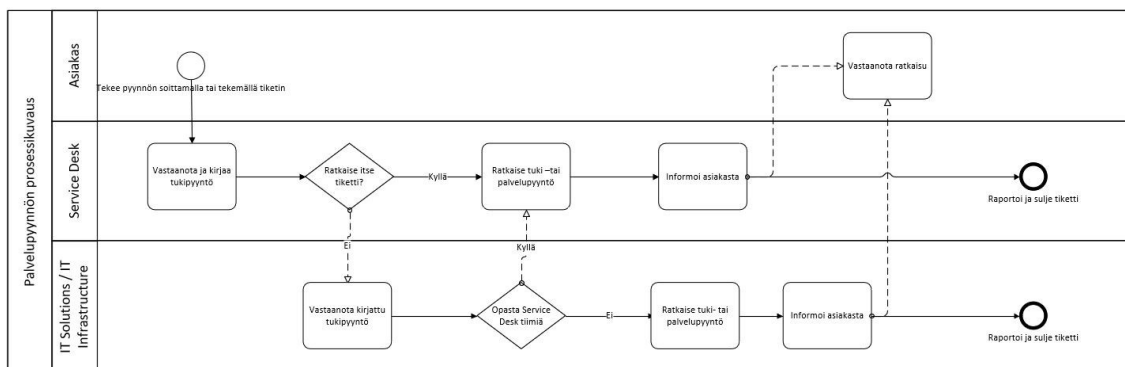 Palvelupyynnön prosessikuvaus
Asiakas
Tekee pyynnön soittamalla tai tekemällä tiketin
Vastaanota ratkaisu
Service Desk
Vastaanota ja kirjaa
tukipyyntö
Ratkaise itse
tiketti?
Kyllä
Ratkaise tuki –tai
palvelupyyntö
Informoi asiakasta
Raportoi ja sulje tiketti
Ei
Kyllä
IT Solutions / IT
Infrastructure
Vastaanota kirjattu
tukipyyntö
Opasta Service
Desk tiimiä
Ei
Ratkaise tuki- tai
palvelupyyntö
Informoi asiakasta
Raportoi ja sulje tiketti